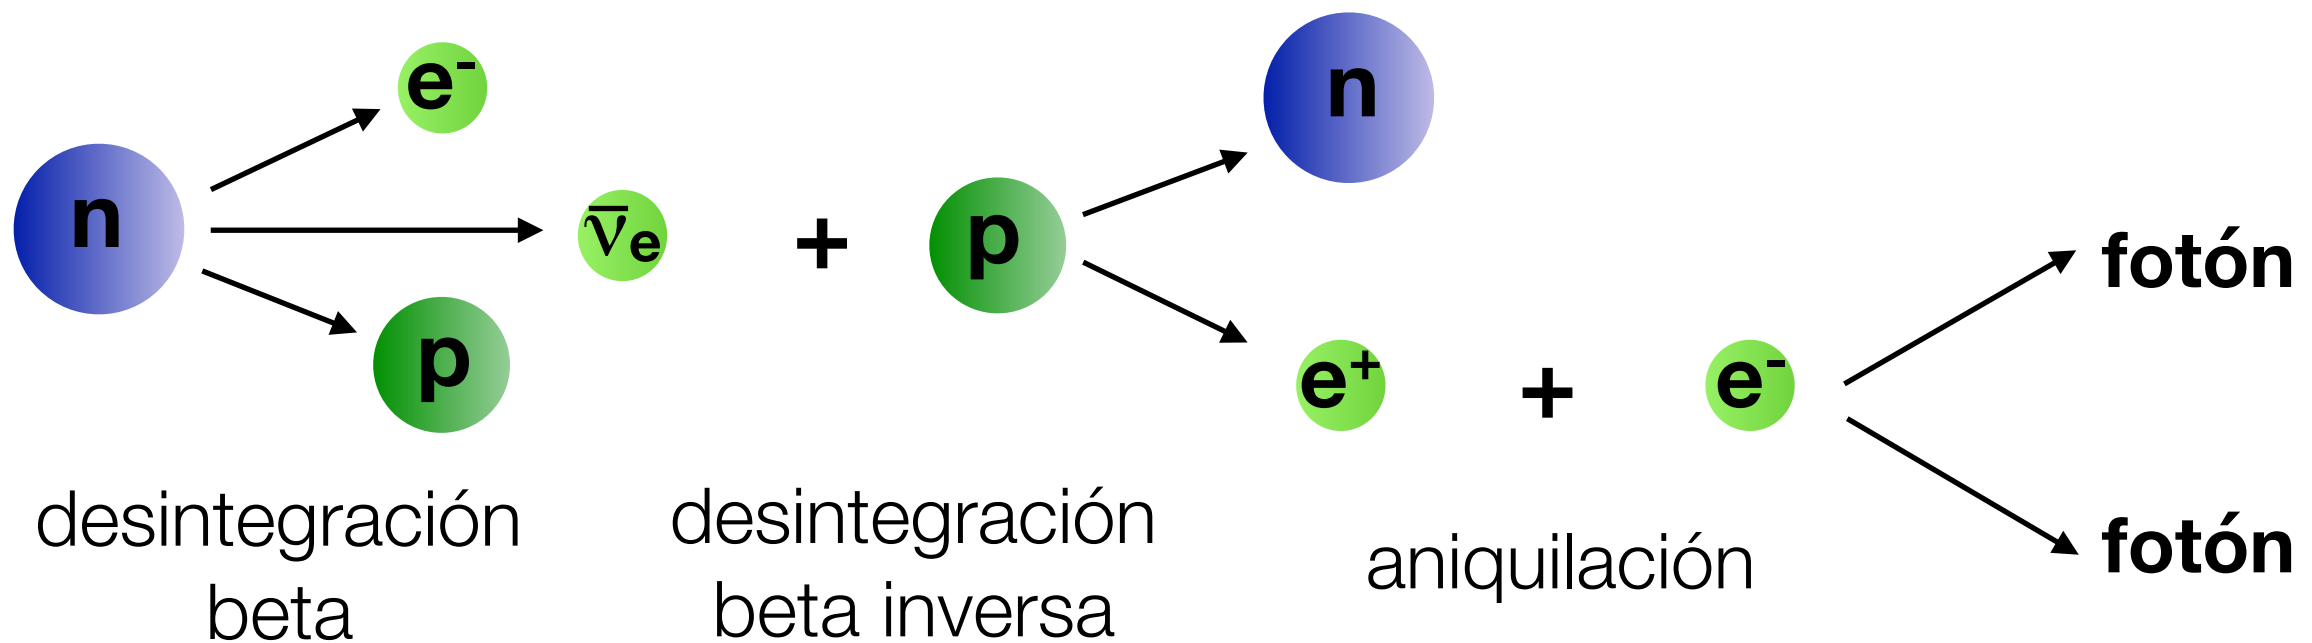 n
e-
ν̅e
p
+
p
n
e+
+
e-
fotón
fotón
desintegración
beta
desintegración
beta inversa
aniquilación